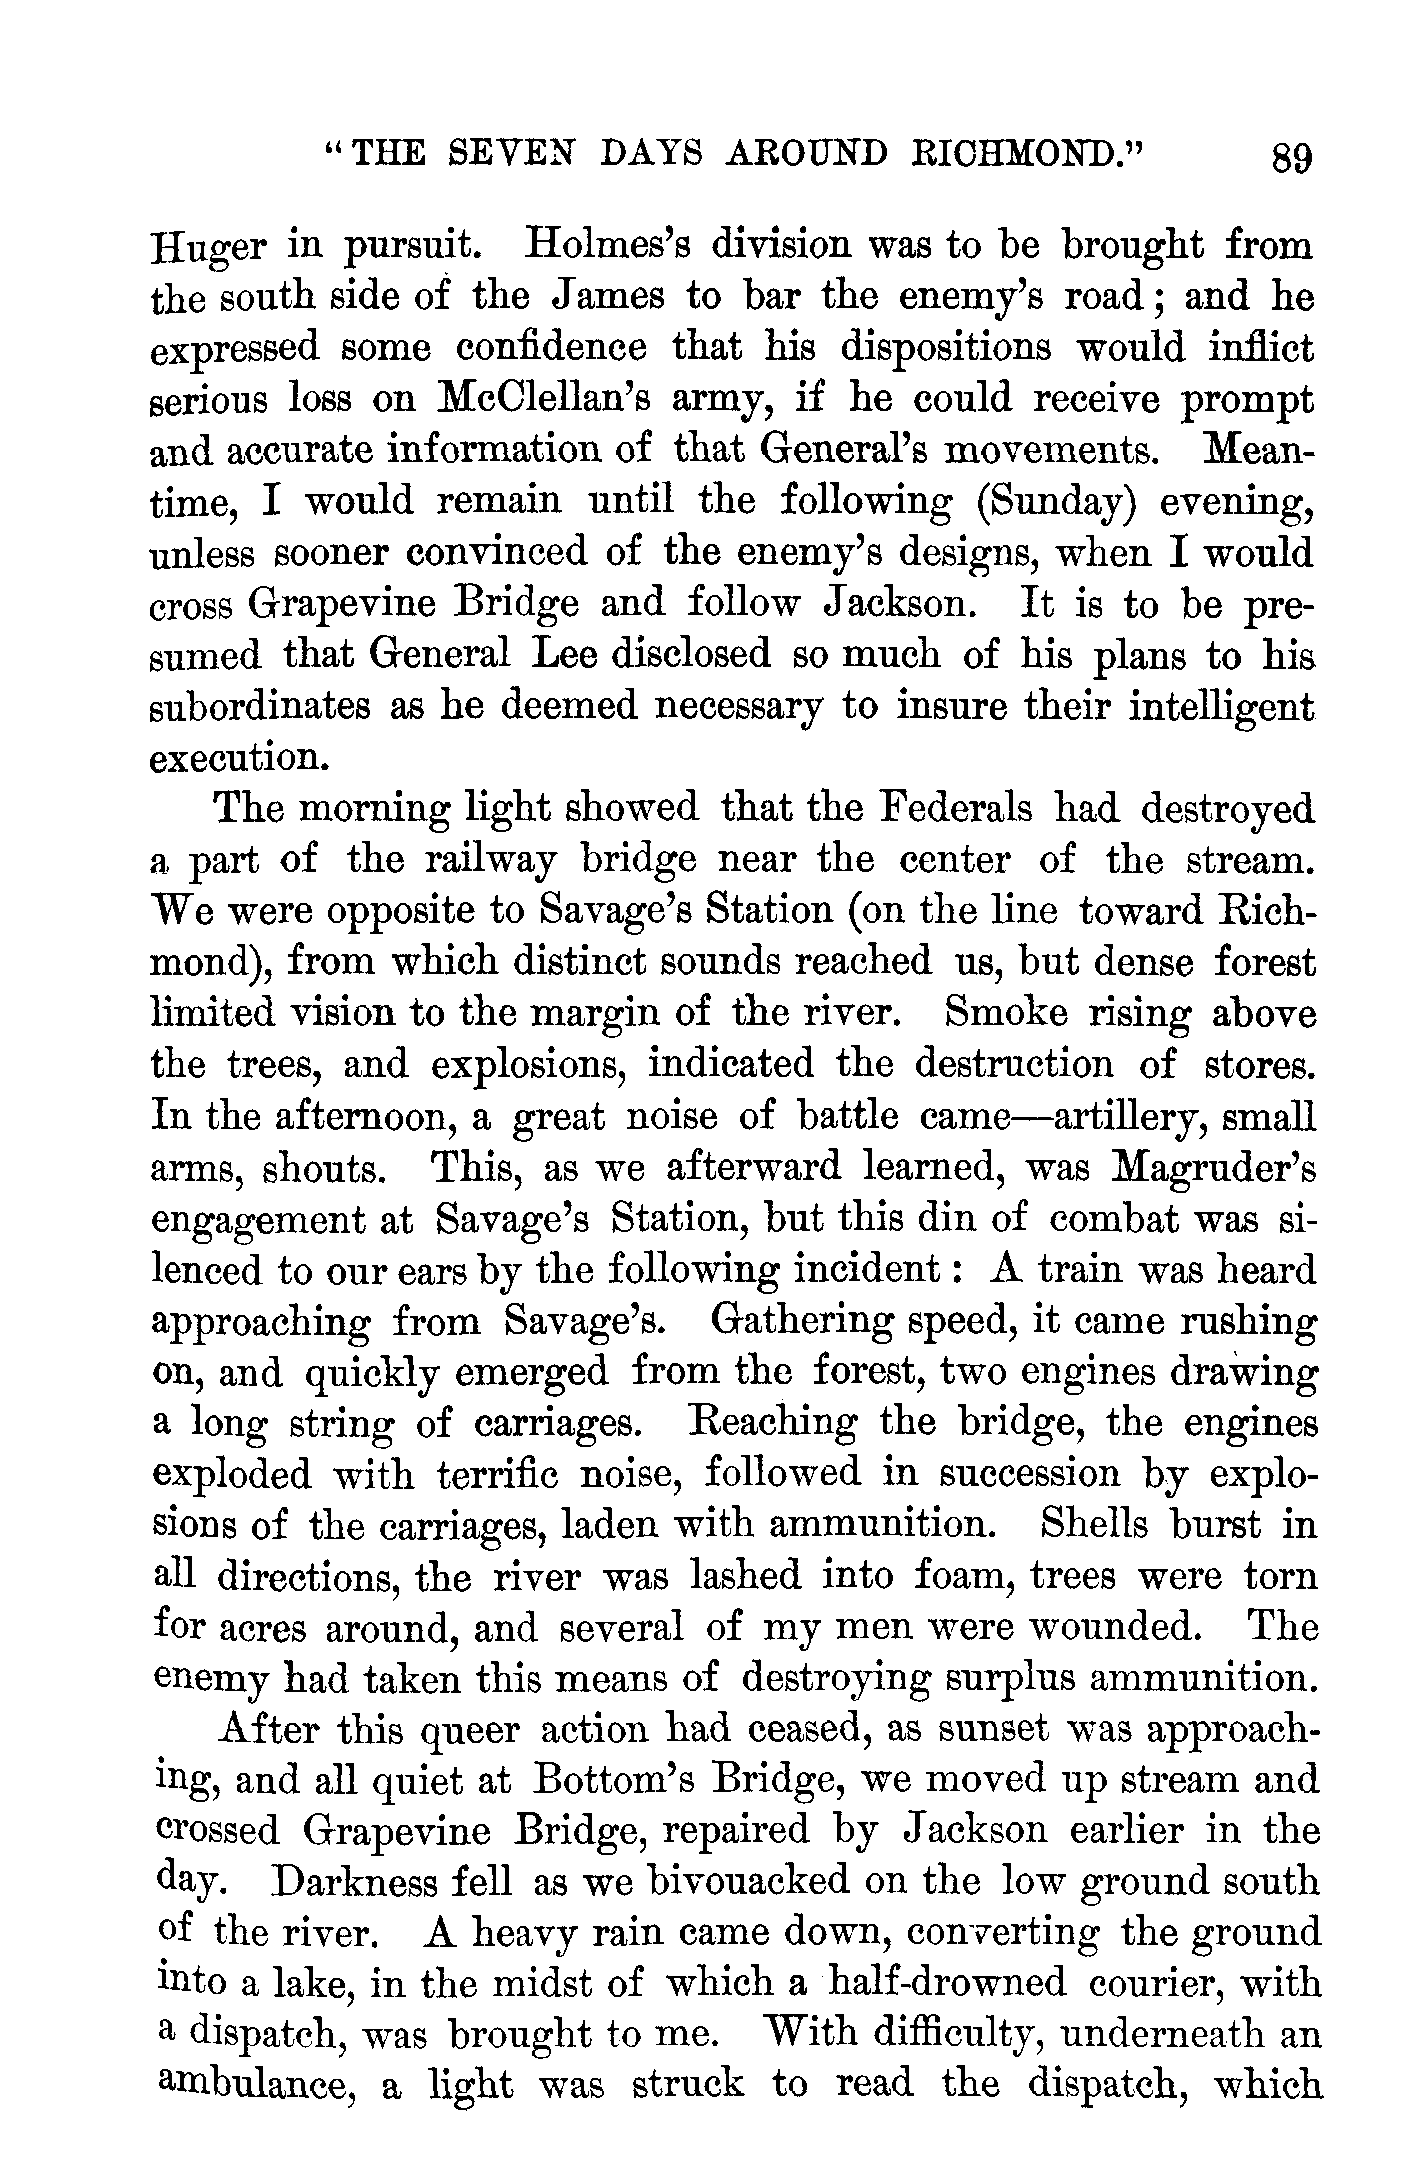 "THE SEVEN DAYS AROUND RICHMOND." 89
Huger in pursuit. Holmes's division was to be brought from
the south side of the James to bar the enemy's road; and he
expressed some confidence that his dispositions would inflict
serious loss on McClellan's army, if he could receive prompt
and accurate information of that General's movements. Mean-
time, I would remain until the following (Sunday) evening,
unless sooner convinced of the enemy's designs, when I would
cross Grapevine Bridge and follow Jackson. It is to be pre-
sumed that General Lee disclosed so much of his plans to his
subordinates as he deemed necessary to insure their intelligent
execution.
The morning light showed that the Federals had destroyed
a part of the railway bridge near the center of the stream.
We were opposite to Savage's Station (on the line toward Rich-
mond), from which distinct sounds reached us, but dense forest
limited vision to the margin of the river. Smoke rising above
the trees, and explosions, indicated the destruction of stores.
In the afternoon, a great noise of battle came—artillery, small
arms, shouts. This, as we afterward learned, was Magruder's
engagement at Savage's Station, but this din of combat was si-
lenced to our ears by the following incident: A train was heard
approaching from Savage's. Gathering speed, it came rushing
on, and quickly emerged from the forest, two engines drawing
a long string of carriages. Reaching the bridge, the engines
exploded with terrific noise, followed in succession by explo-
sions of the carriages, laden with ammunition. Shells burst in
all directions, the river was lashed into foam, trees were torn
for acres around, and several of my men were wounded. The
enemy had taken this means of destroying surplus ammunition.
After this queer action had ceased, as sunset was approach-
ing, and all quiet at Bottom's Bridge, we moved up stream and
crossed Grapevine Bridge, repaired by Jackson earlier in the
day. Darkness fell as we bivouacked on the low ground south
of the river. A heavy rain came down, converting the ground
into a lake, in the midst of which a half-drowned courier, with
a dispatch, was brought to me. With difficulty, underneath an
ambulance, a light was struck to read the dispatch, which